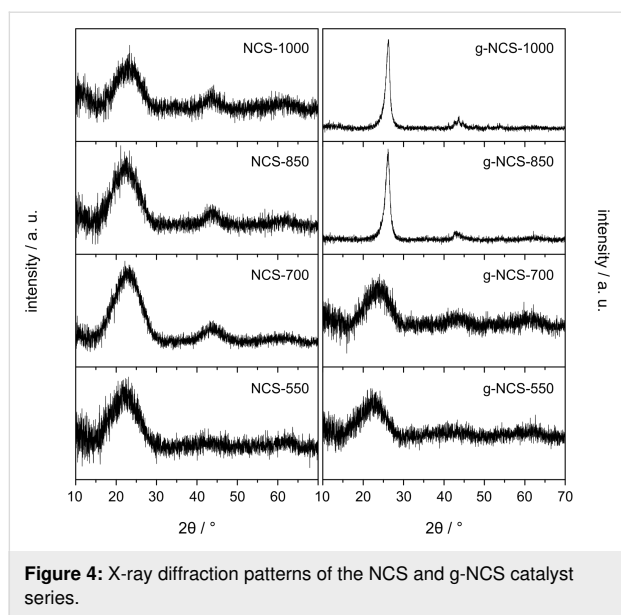 NCS-1000
g-NCS-1000
NCS-850
g-NCS-850
intensity / a. u.
intensity / a. u.
NCS-700
g-NCS-700
NCS-550
g-NCS-550
10 20 30 40 50 60 10 20 30 40 50 60 70
2θ / °
2θ / °
Figure 4: X-ray diffraction patterns of the NCS and g-NCS catalyst
series.